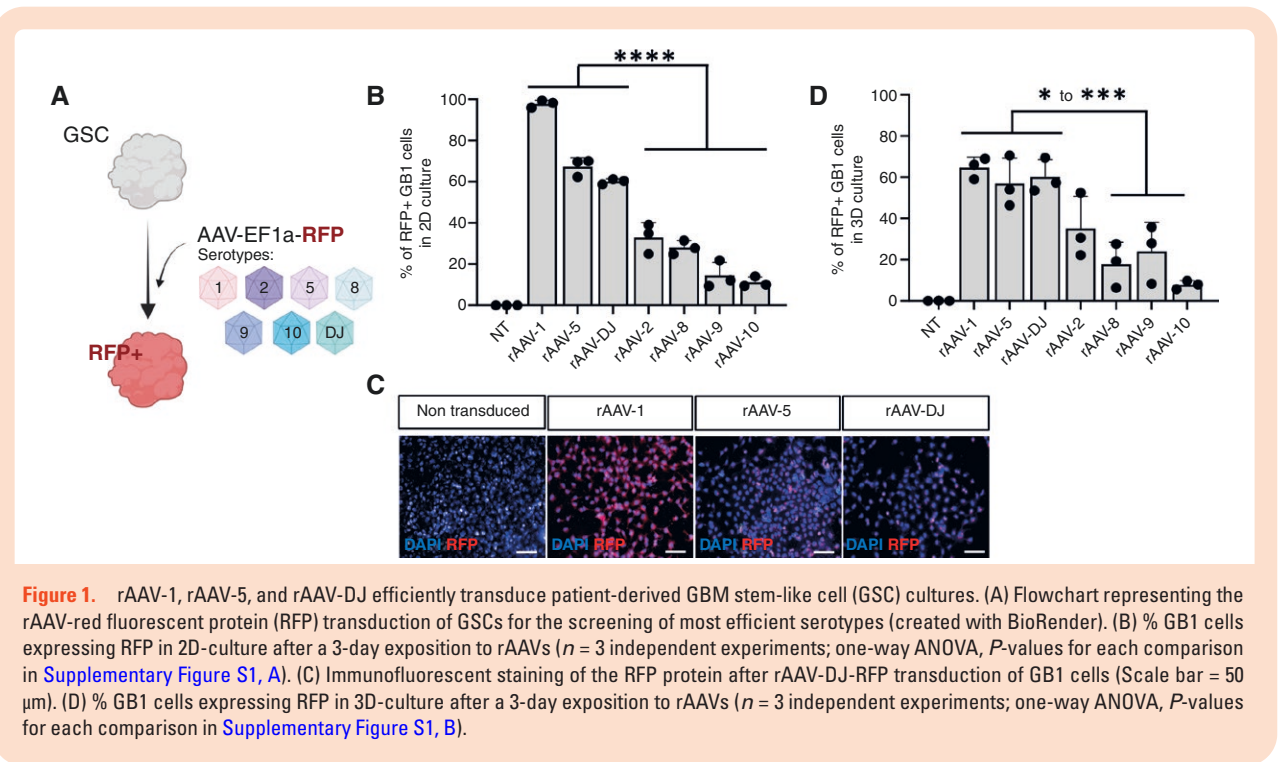 A
GSC
AAV-EF1a-RFP
Serotypes:
1 2 5 8
9 10 DJ
RFP+
B
% of RFP+ GB1 cells
in 2D culture
100
80
60
40
20
0
****
NT rAAV-1 rAAV-5 rAAV-DJ rAAV-2 rAAV-8 rAAV-9 rAAV-10
D
% of RFP+ GB1 cells
in 3D culture
100
80
60
40
20
0
* to ***
NT rAAV-1 rAAV-5 rAAV-DJ rAAV-2 rAAV-8 rAAV-9 rAAV-10
C
Non transduced rAAV-1 rAAV-5 rAAV-DJ
DAPI RFP DAPI RFP DAPI RFP DAPI RFP
Figure 1. rAAV-1, rAAV-5, and rAAV-DJ efficiently transduce patient-derived GBM stem-like cell (GSC) cultures. (A) Flowchart representing the
rAAV-red fluorescent protein (RFP) transduction of GSCs for the screening of most efficient serotypes (created with BioRender). (B) % GB1 cells
expressing RFP in 2D-culture after a 3-day exposition to rAAVs (n = 3 independent experiments; one-way ANOVA, P-values for each comparison
in Supplementary Figure S1, A). (C) Immunofluorescent staining of the RFP protein after rAAV-DJ-RFP transduction of GB1 cells (Scale bar = 50
µm). (D) % GB1 cells expressing RFP in 3D-culture after a 3-day exposition to rAAVs (n = 3 independent experiments; one-way ANOVA, P-values
for each comparison in Supplementary Figure S1, B).